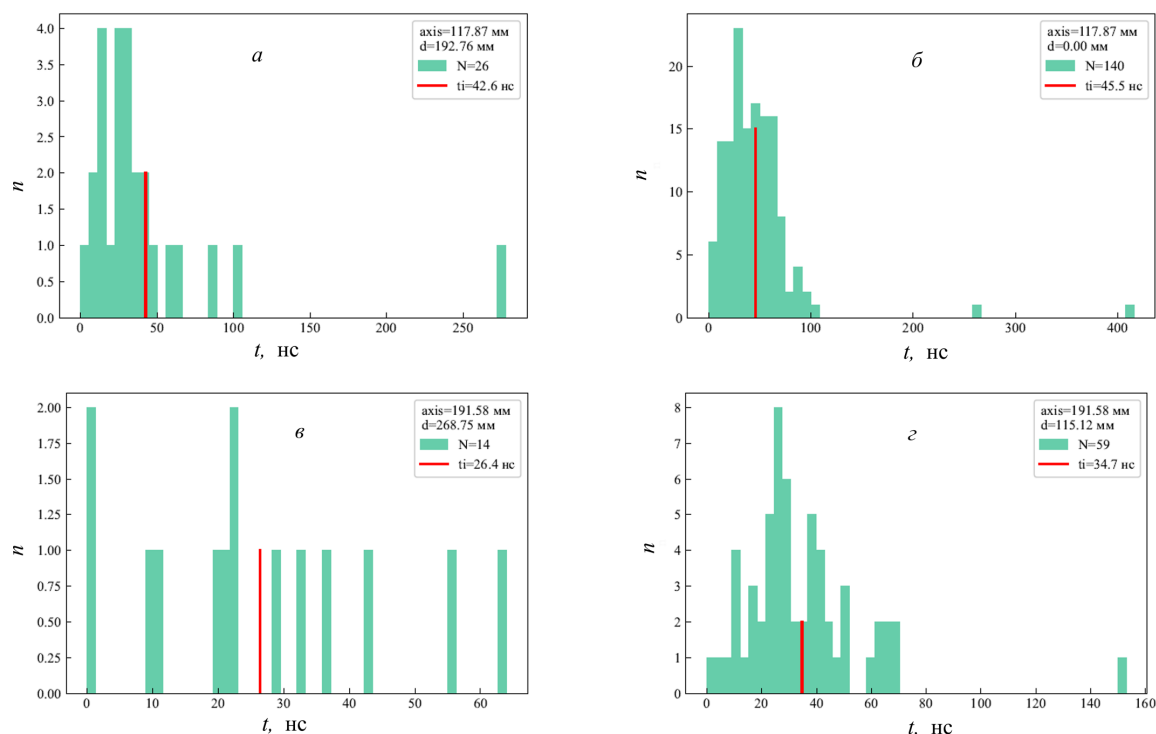 axis=117.87 мм
d=192.76 мм
N=26
ti=42.6 нс
а
4.0
3.5
3.0
2.5
2.0
1.5
1.0
0.5
0.0
n
0 50 100 150 200 250
t, нс
axis=117.87 мм
d=0.00 мм
N=140
ti=45.5 нс
б
20
15
10
5
0
n
0 100 200 300 400
t, нс
axis=191.58 мм
d=268.75 мм
N=14
ti=26.4 нс
в
2.00
1.75
1.50
1.25
1.00
0.75
0.50
0.25
0.00
n
0 10 20 30 40 50 60
t, нс
axis=191.58 мм
d=115.12 мм
N=59
ti=34.7 нс
г
8
7
6
5
4
3
2
1
0
n
0 20 40 60 80 100 120 140 160
t. нс